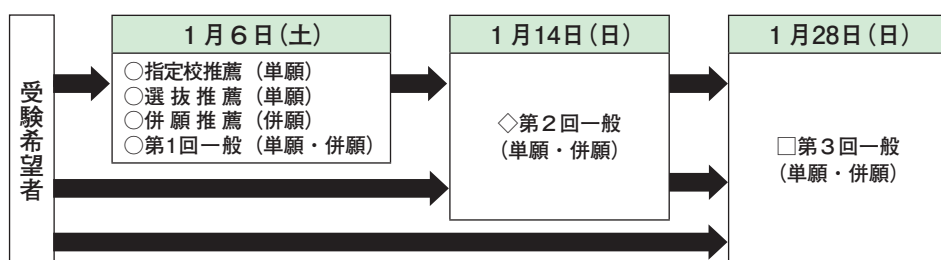 受験希望者
1月6日(土)
○指定校推薦(単願)
○選抜推薦(単願)
○併願推薦(併願)
○第1回一般(単願・併願)
1月14日(日)
◇第2回一般
(単願・併願)
1月28日(日)
□第3回一般
(単願・併願)